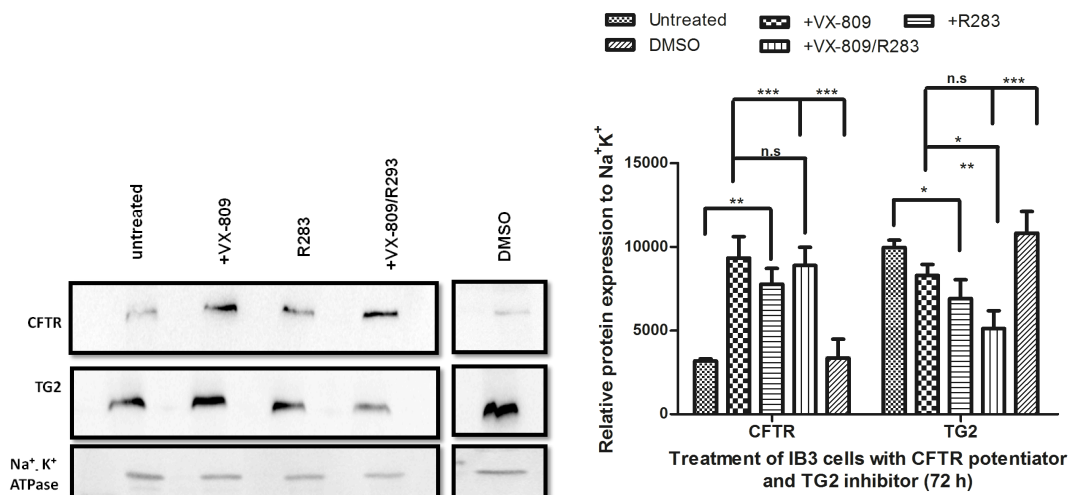 untreated
+VX-809
R283
+VX-809/R293
DMSO
CFTR
TG2
Na⁺. K⁺
ATPase
Untreated
+VX-809
+R283
DMSO
+VX-809/R283
Relative protein expression to Na⁺K⁺
15000
10000
5000
0
***
***
n.s
**
n.s
***
*
**
*
CFTR
TG2
Treatment of IB3 cells with CFTR potentiator
and TG2 inhibitor (72 h)